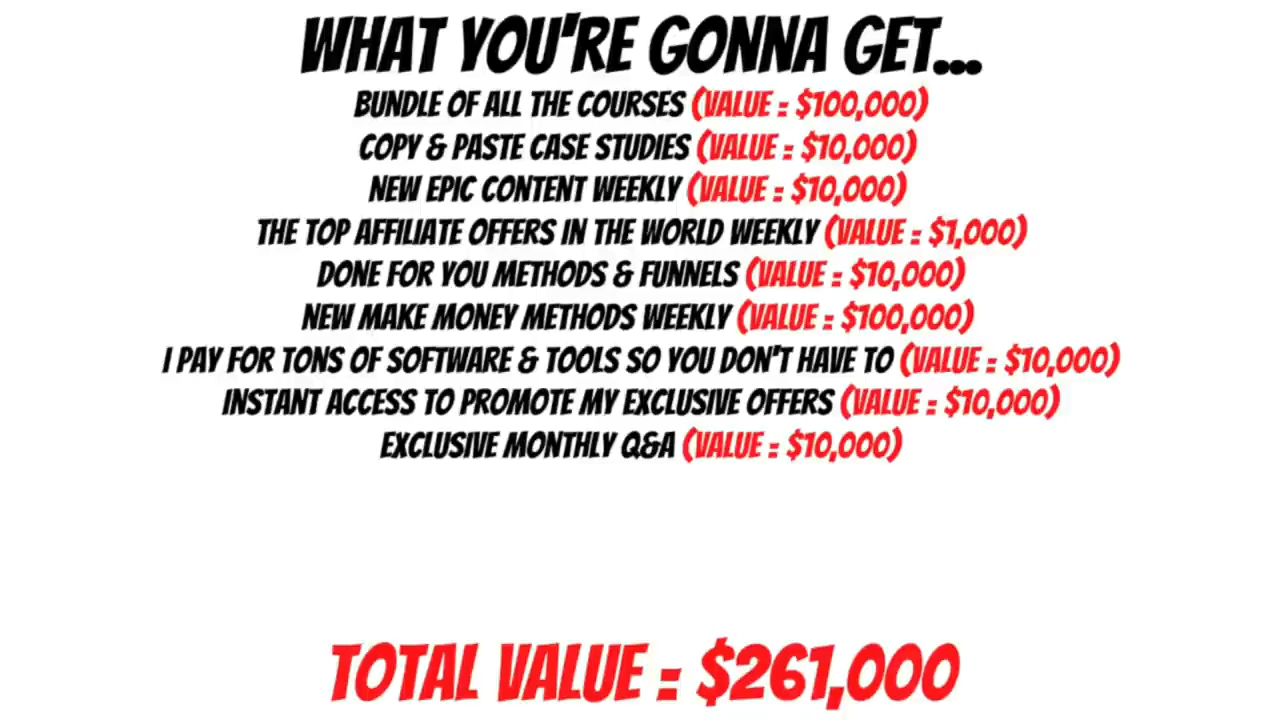 WHAT YOU'RE GONNA GET...
BUNDLE OF ALL THE COURSES (VALUE = $100,000)
COPY & PASTE CASE STUDIES (VALUE = $10,000)
NEW EPIC CONTENT WEEKLY (VALUE = $10,000)
THE TOP AFFILIATE OFFERS IN THE WORLD WEEKLY (VALUE = $1,000)
DONE FOR YOU METHODS & FUNNELS (VALUE = $10,000)
NEW MAKE MONEY METHODS WEEKLY (VALUE = $100,000)
I PAY FOR TONS OF SOFTWARE & TOOLS SO YOU DON'T HAVE TO (VALUE = $10,000)
INSTANT ACCESS TO PROMOTE MY EXCLUSIVE OFFERS (VALUE = $10,000)
EXCLUSIVE MONTHLY Q&A (VALUE = $10,000)
TOTAL VALUE = $261,000